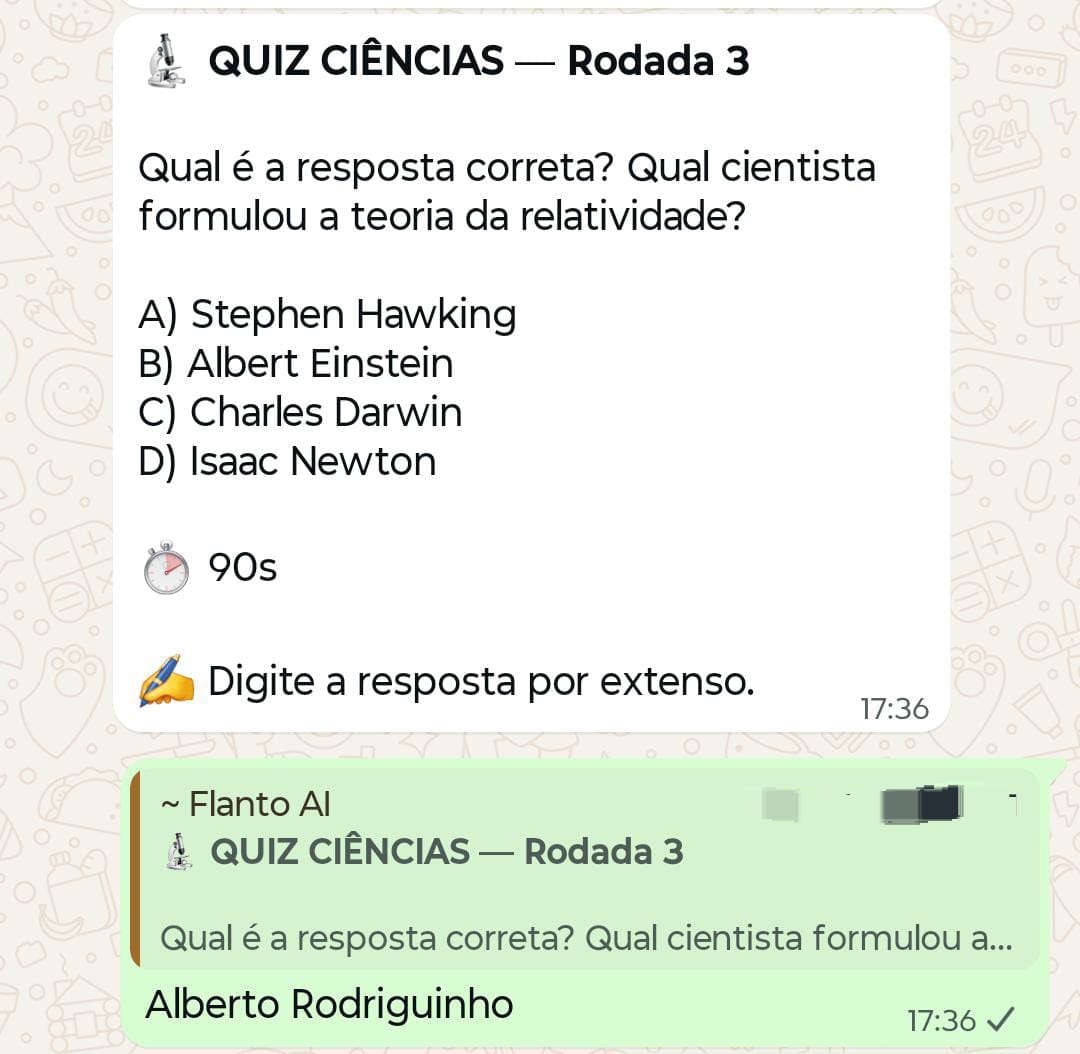 QUIZ CIÊNCIAS — Rodada 3
Qual é a resposta correta? Qual cientista
formulou a teoria da relatividade?
A) Stephen Hawking
B) Albert Einstein
C) Charles Darwin
D) Isaac Newton
90s
Digite a resposta por extenso.
17:36
~ Flanto AI
QUIZ CIÊNCIAS — Rodada 3
Qual é a resposta correta? Qual cientista formulou a...
Alberto Rodriguinho
17:36